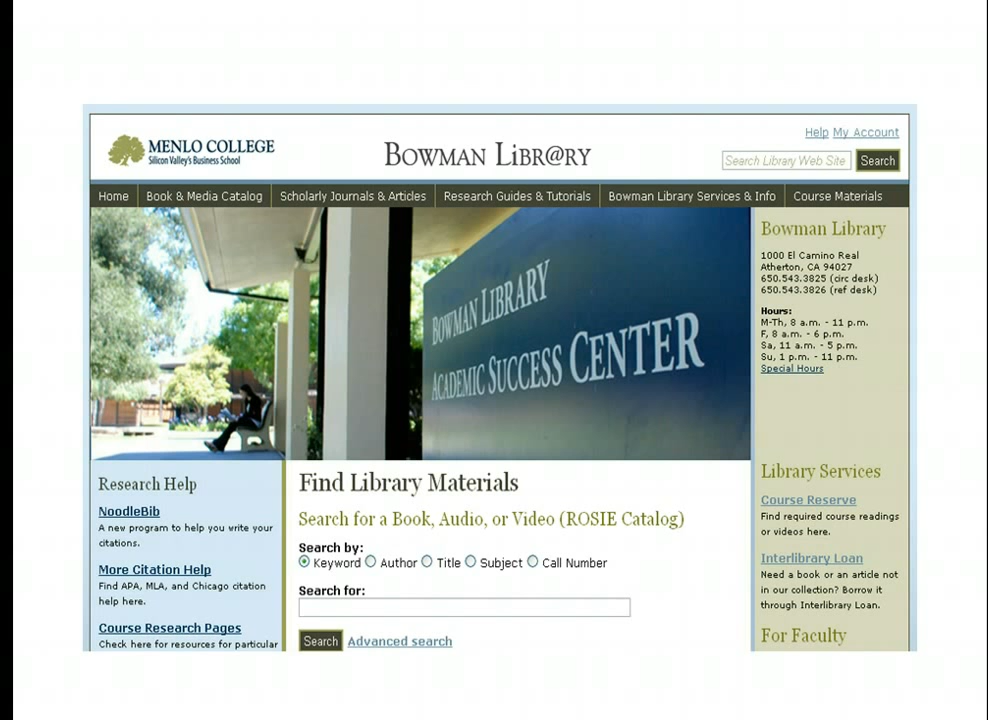 MENLO COLLEGE
Silicon Valley's Business School
BOWMAN LIBR@RY
Help My Account
Search Library Web Site Search
Home Book & Media Catalog Scholarly Journals & Articles Research Guides & Tutorials Bowman Library Services & Info Course Materials
BOWMAN LIBRARY
ACADEMIC SUCCESS CENTER
Bowman Library
1000 El Camino Real
Atherton, CA 94027
650.543.3825 (circ desk)
650.543.3826 (ref desk)
Hours:
M-Th, 8 a.m. - 11 p.m.
F, 8 a.m. - 6 p.m.
Sa, 11 a.m. - 5 p.m.
Su, 1 p.m. - 11 p.m.
Special Hours
Research Help
NoodleBib
A new program to help you write your
citations.
More Citation Help
Find APA, MLA, and Chicago citation
help here.
Course Research Pages
Check here for resources for particular
Find Library Materials
Search for a Book, Audio, or Video (ROSIE Catalog)
Search by:
Keyword Author Title Subject Call Number
Search for:
Search Advanced search
Library Services
Course Reserve
Find required course readings
or videos here.
Interlibrary Loan
Need a book or an article not
in our collection? Borrow it
through Interlibrary Loan.
For Faculty